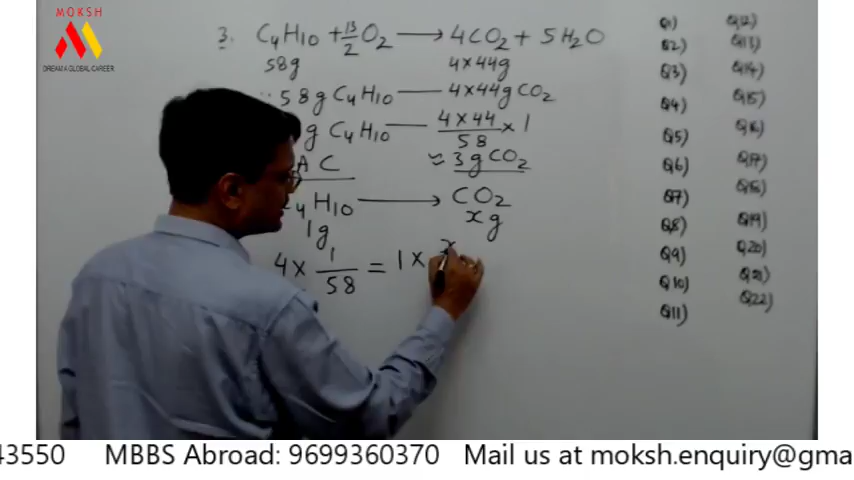 MOKSH
DREAM A GLOBAL CAREER
3. C4H10 + 13/2 O2 → 4CO2 + 5H2O
58g 4×44g
∵ 58g C4H10 — 4×44g CO2
g C4H10 — 4×44/58 × 1
≈ 3g CO2
AC
C4H10 → CO2
1g xg
4 × 1/58 = 1 × x
Q1)
Q2)
Q3)
Q4)
Q5)
Q6)
Q7)
Q8)
Q9)
Q10)
Q11)
Q12)
Q13)
Q14)
Q15)
Q16)
Q17)
Q18)
Q19)
Q20)
Q21)
Q22)
43550 MBBS Abroad: 9699360370 Mail us at moksh.enquiry@gma